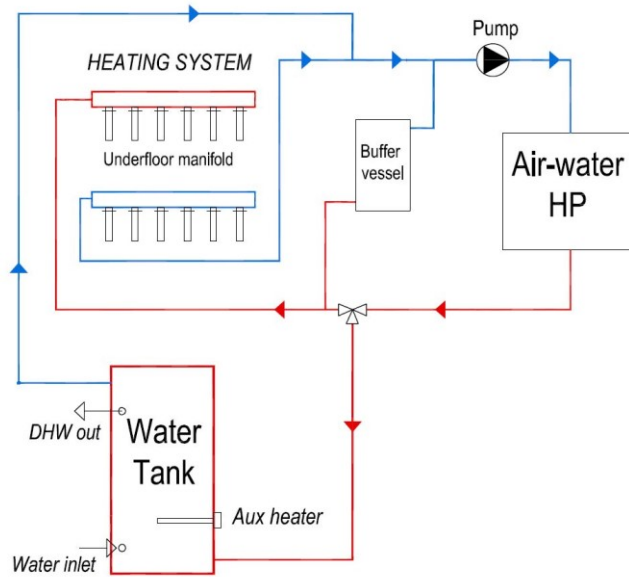 Pump
HEATING SYSTEM
Underfloor manifold
Buffer
vessel
Air-water
HP
DHW out
Water
Tank
Aux heater
Water inlet